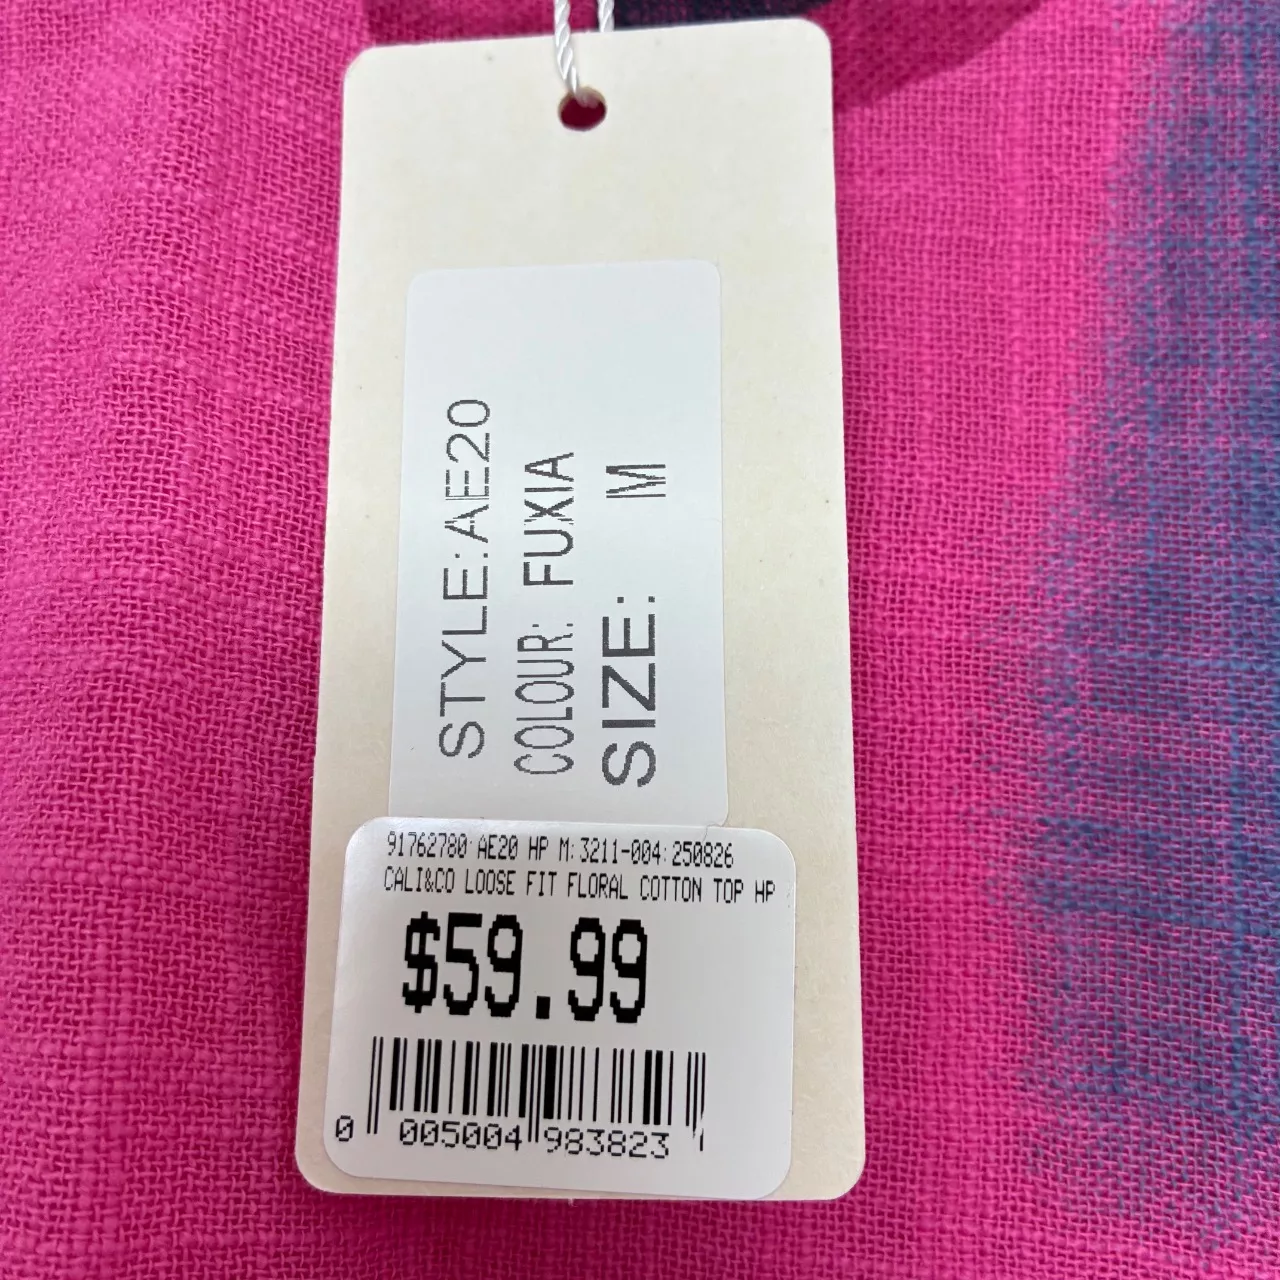 STYLE: AE20
COLOUR: FUXIA
SIZE: M
91762780 AE20 HP M:3211-004:250826
CALI&CO LOOSE FIT FLORAL COTTON TOP HP
$59.99
0 005004 983823